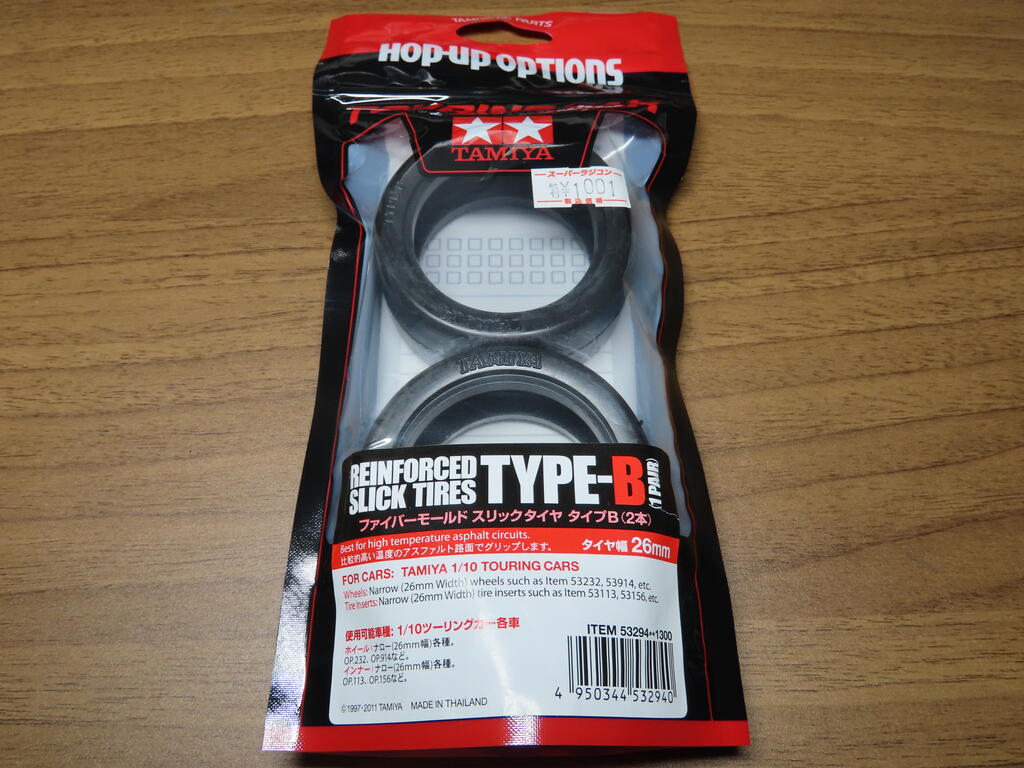 HOP-UP OPTIONS
TAMIYA
スーパーラジコン
¥1001
税込価格
TAMIYA
REINFORCED
SLICK TIRES
TYPE-B
(1 PAIR)
ファイバーモールド スリックタイヤ タイプB(2本)
Best for high temperature asphalt circuits.
比較的高い温度のアスファルト路面でグリップします。
タイヤ幅 26mm
FOR CARS: TAMIYA 1/10 TOURING CARS
Wheels: Narrow (26mm Width) wheels such as Item 53232, 53914, etc.
Tire Inserts: Narrow (26mm Width) tire inserts such as Item 53113, 53156, etc.
使用可能車種: 1/10ツーリングカー各車
ホイール:ナロー(26mm幅)各種。
OP.232、OP.914など。
インナー:ナロー(26mm幅)各種。
OP.113、OP.156など。
ITEM 53294**1300
4 950344 532940
©1997-2011 TAMIYA MADE IN THAILAND